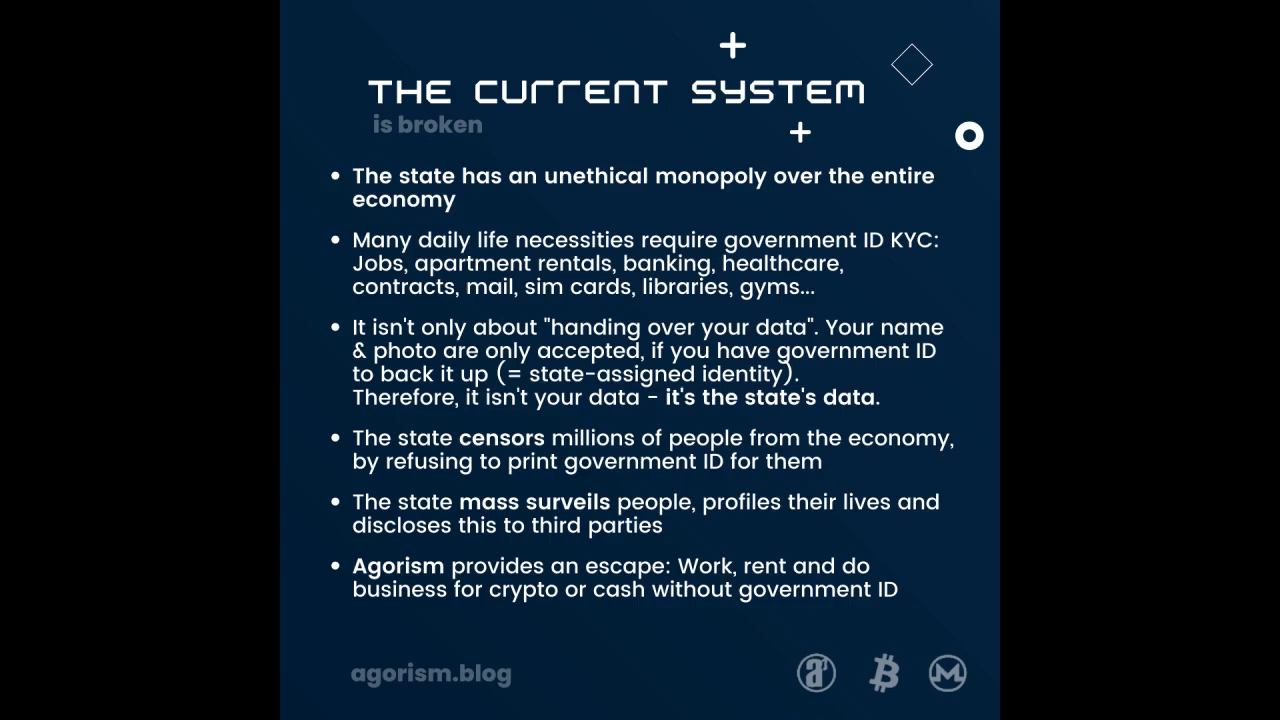 THE CURRENT SYSTEM
is broken
• The state has an unethical monopoly over the entire
economy
• Many daily life necessities require government ID KYC:
Jobs, apartment rentals, banking, healthcare,
contracts, mail, sim cards, libraries, gyms...
• It isn't only about "handing over your data". Your name
& photo are only accepted, if you have government ID
to back it up (= state-assigned identity).
Therefore, it isn't your data - it's the state's data.
• The state censors millions of people from the economy,
by refusing to print government ID for them
• The state mass surveils people, profiles their lives and
discloses this to third parties
• Agorism provides an escape: Work, rent and do
business for crypto or cash without government ID
agorism.blog